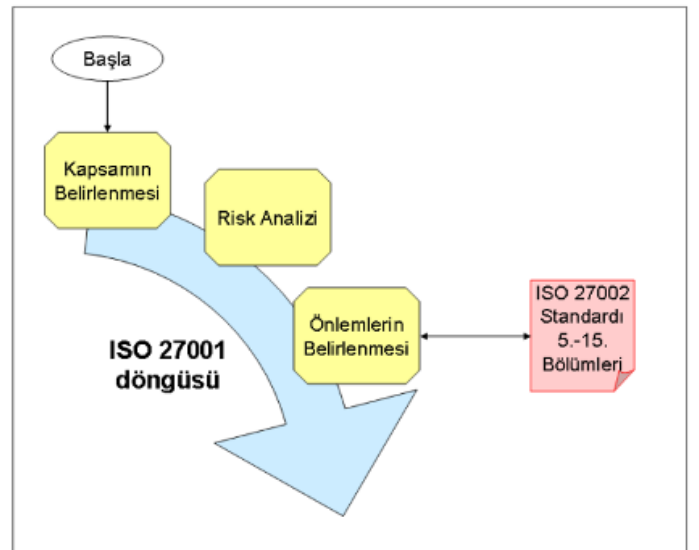 Başla
Kapsamın
Belirlenmesi
Risk Analizi
Önlemlerin
Belirlenmesi
ISO 27002
Standardı
5.-15.
Bölümleri
ISO 27001
döngüsü